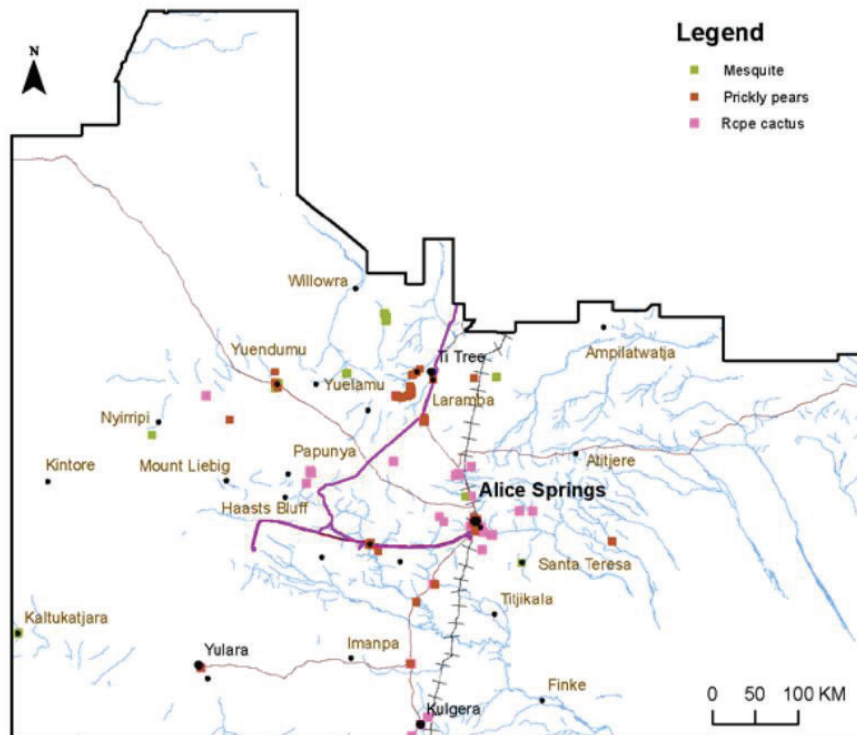 Legend
N
Mesquite
Prickly pears
Rope cactus
Willowra
Yuendumu
Ti Tree
Ampilatwatja
Yuelamu
Laramba
Nyirripi
Papunya
Atitjere
Kintore
Mount Liebig
Alice Springs
Haasts Bluff
Santa Teresa
Titjikala
Kaltukatjara
Imanpa
Yulara
Finke
Kulgera
0 50 100 KM